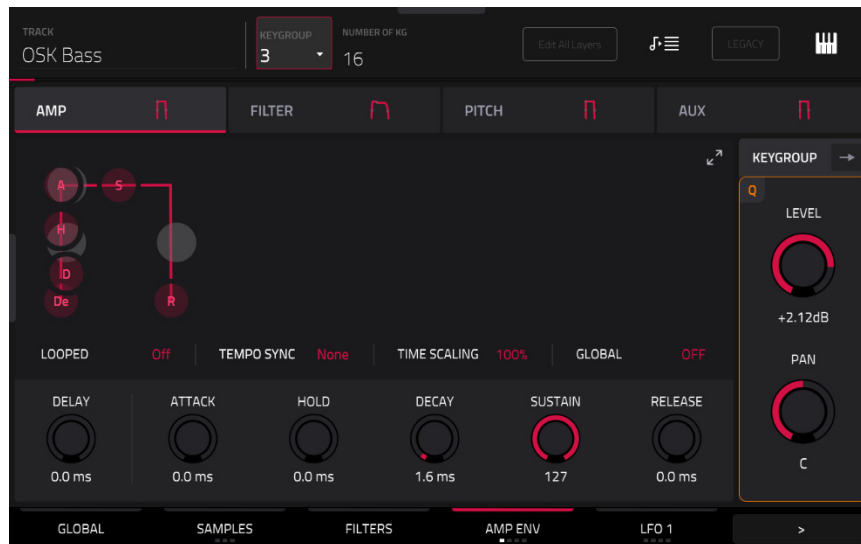 TRACK
OSK Bass
KEYGROUP
3
NUMBER OF KG
16
Edit All Layers
LEGACY
AMP
FILTER
PITCH
AUX
KEYGROUP
A
S
H
D
De
R
Q
LEVEL
+2.12dB
PAN
C
LOOPED Off
TEMPO SYNC None
TIME SCALING 100%
GLOBAL OFF
DELAY ATTACK HOLD DECAY SUSTAIN RELEASE
0.0 ms 0.0 ms 0.0 ms 1.6 ms 127 0.0 ms
GLOBAL SAMPLES FILTERS AMP ENV LFO 1 >